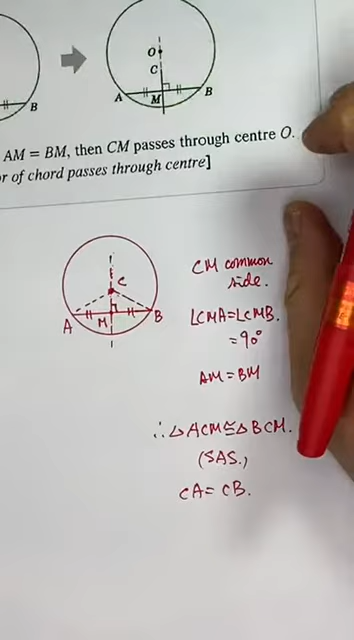 O
C
A
M
B
B
AM = BM, then CM passes through centre O.
r of chord passes through centre]
C
A
M
B
CM common
side.
∠CMA=∠CMB.
=90°
AM=BM
∴△ACM≅△BCM.
(SAS.)
CA=CB.